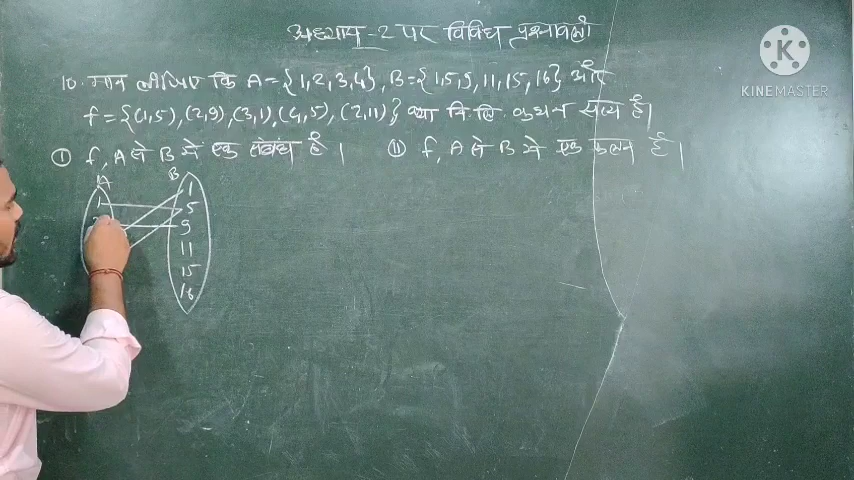 अध्याय-2 पर विविध प्रश्नावली
KINEMASTER
10. मान लीजिए कि A={1,2,3,4}, B={1,5,9,11,15,16} और
f={(1,5),(2,9),(3,1),(4,5),(2,11)} क्या नि.लि. कथन सत्य हैं।
(i) f, A से B में एक संबंध है। (ii) f, A से B में एक फलन है।
A B
1 1
5
9
11
15
16